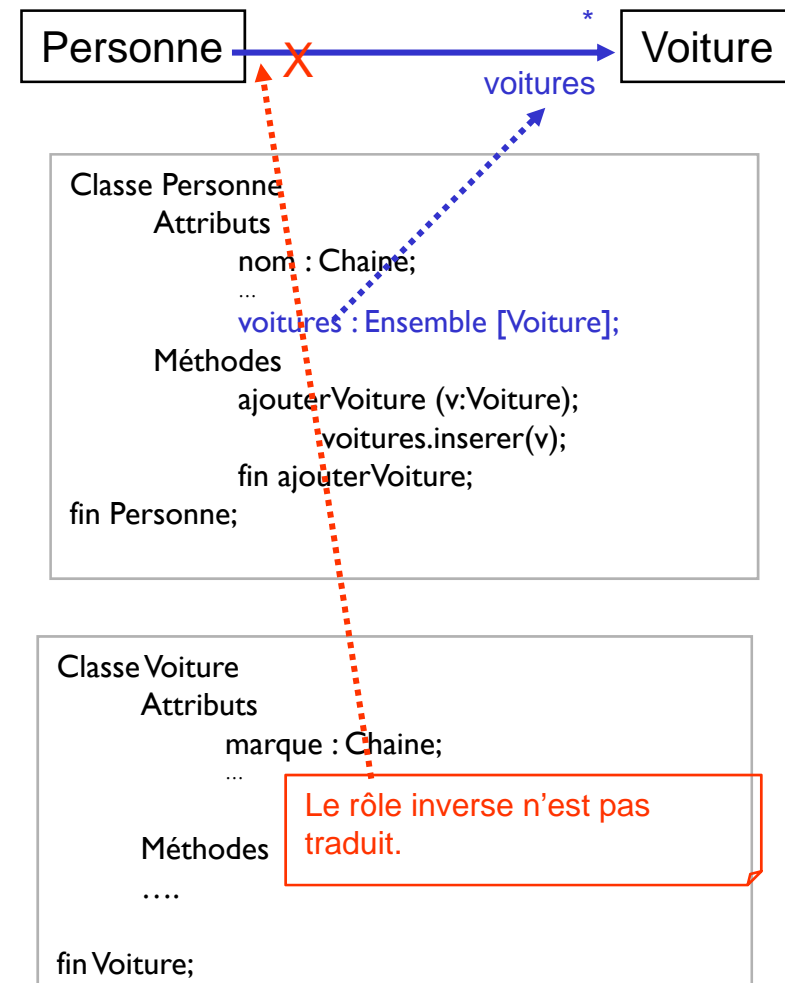 *
Personne
X
Voiture
voitures
Classe Personne
Attributs
nom : Chaine;
...
voitures : Ensemble [Voiture];
Méthodes
ajouterVoiture (v:Voiture);
voitures.inserer(v);
fin ajouterVoiture;
fin Personne;
Classe Voiture
Attributs
marque : Chaine;
...
Le rôle inverse n’est pas
traduit.
Méthodes
….
fin Voiture;